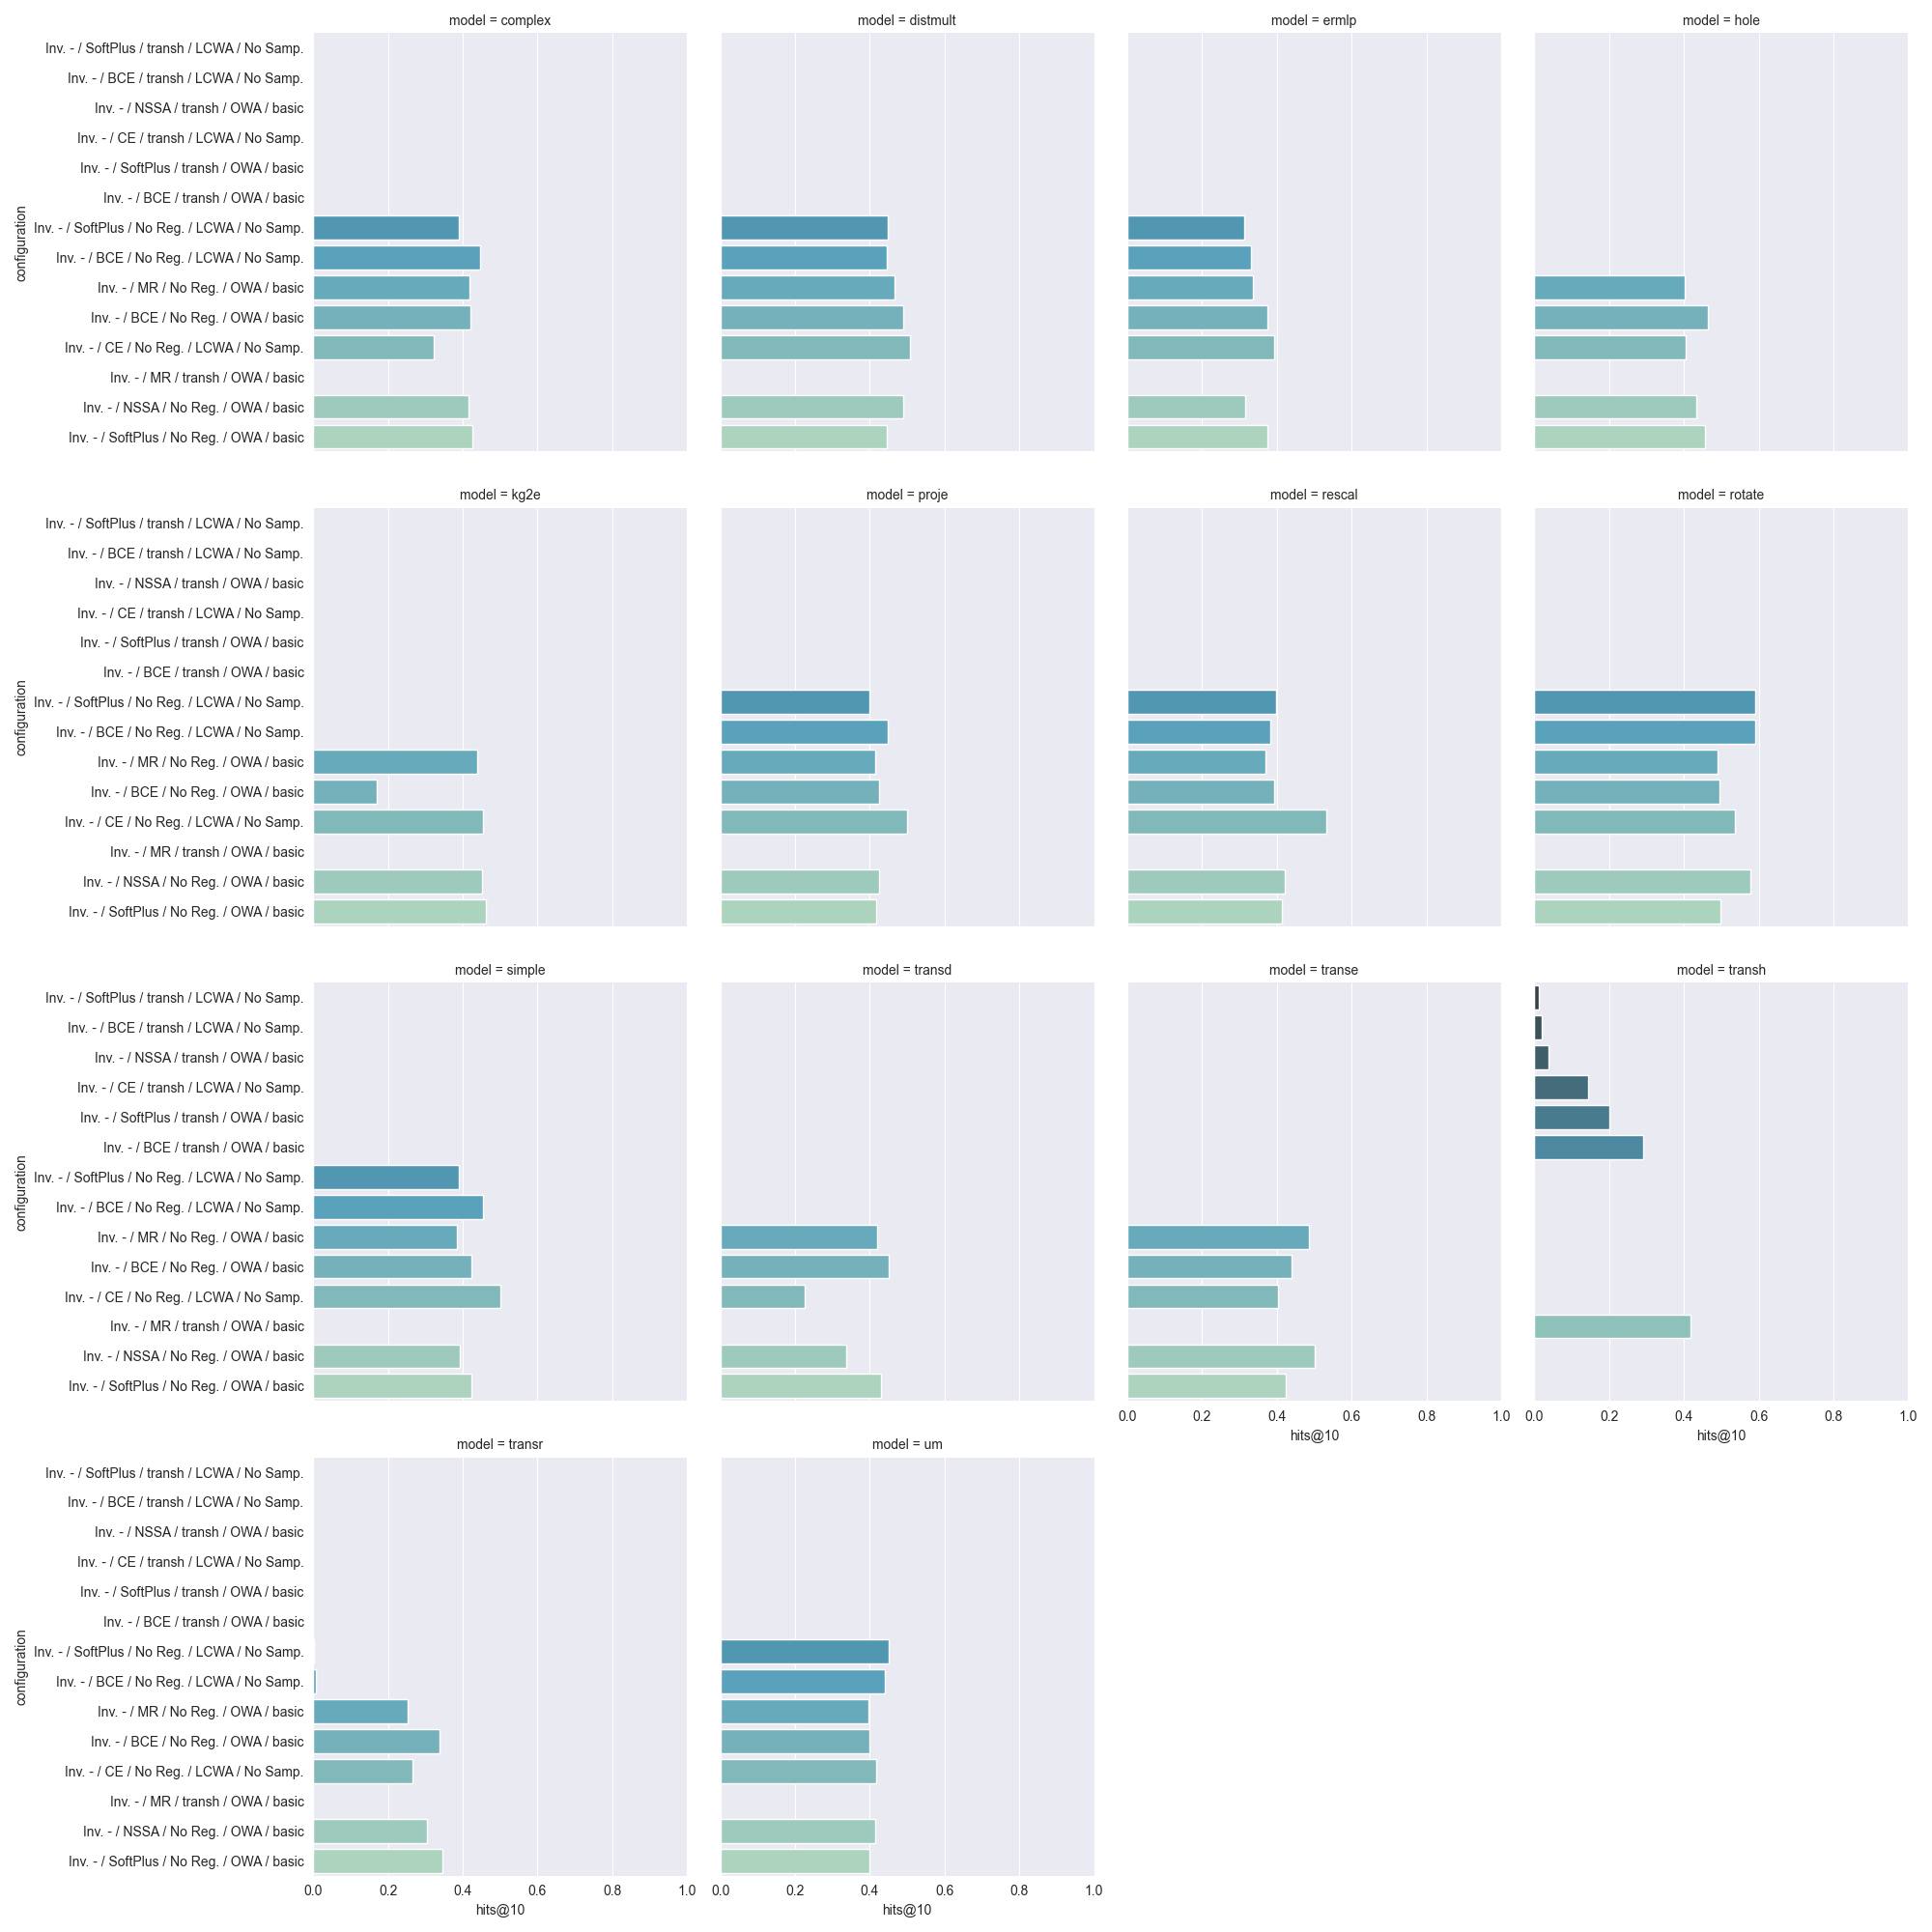 model = complex
model = distmult
model = ermlp
model = hole
configuration
Inv. - / SoftPlus / transh / LCWA / No Samp.
Inv. - / BCE / transh / LCWA / No Samp.
Inv. - / NSSA / transh / OWA / basic
Inv. - / CE / transh / LCWA / No Samp.
Inv. - / SoftPlus / transh / OWA / basic
Inv. - / BCE / transh / OWA / basic
Inv. - / SoftPlus / No Reg. / LCWA / No Samp.
Inv. - / BCE / No Reg. / LCWA / No Samp.
Inv. - / MR / No Reg. / OWA / basic
Inv. - / BCE / No Reg. / OWA / basic
Inv. - / CE / No Reg. / LCWA / No Samp.
Inv. - / MR / transh / OWA / basic
Inv. - / NSSA / No Reg. / OWA / basic
Inv. - / SoftPlus / No Reg. / OWA / basic
model = kg2e
model = proje
model = rescal
model = rotate
configuration
Inv. - / SoftPlus / transh / LCWA / No Samp.
Inv. - / BCE / transh / LCWA / No Samp.
Inv. - / NSSA / transh / OWA / basic
Inv. - / CE / transh / LCWA / No Samp.
Inv. - / SoftPlus / transh / OWA / basic
Inv. - / BCE / transh / OWA / basic
Inv. - / SoftPlus / No Reg. / LCWA / No Samp.
Inv. - / BCE / No Reg. / LCWA / No Samp.
Inv. - / MR / No Reg. / OWA / basic
Inv. - / BCE / No Reg. / OWA / basic
Inv. - / CE / No Reg. / LCWA / No Samp.
Inv. - / MR / transh / OWA / basic
Inv. - / NSSA / No Reg. / OWA / basic
Inv. - / SoftPlus / No Reg. / OWA / basic
model = simple
model = transd
model = transe
model = transh
configuration
Inv. - / SoftPlus / transh / LCWA / No Samp.
Inv. - / BCE / transh / LCWA / No Samp.
Inv. - / NSSA / transh / OWA / basic
Inv. - / CE / transh / LCWA / No Samp.
Inv. - / SoftPlus / transh / OWA / basic
Inv. - / BCE / transh / OWA / basic
Inv. - / SoftPlus / No Reg. / LCWA / No Samp.
Inv. - / BCE / No Reg. / LCWA / No Samp.
Inv. - / MR / No Reg. / OWA / basic
Inv. - / BCE / No Reg. / OWA / basic
Inv. - / CE / No Reg. / LCWA / No Samp.
Inv. - / MR / transh / OWA / basic
Inv. - / NSSA / No Reg. / OWA / basic
Inv. - / SoftPlus / No Reg. / OWA / basic
0.0 0.2 0.4 0.6 0.8 1.0
hits@10
0.0 0.2 0.4 0.6 0.8 1.0
hits@10
model = transr
model = um
configuration
Inv. - / SoftPlus / transh / LCWA / No Samp.
Inv. - / BCE / transh / LCWA / No Samp.
Inv. - / NSSA / transh / OWA / basic
Inv. - / CE / transh / LCWA / No Samp.
Inv. - / SoftPlus / transh / OWA / basic
Inv. - / BCE / transh / OWA / basic
Inv. - / SoftPlus / No Reg. / LCWA / No Samp.
Inv. - / BCE / No Reg. / LCWA / No Samp.
Inv. - / MR / No Reg. / OWA / basic
Inv. - / BCE / No Reg. / OWA / basic
Inv. - / CE / No Reg. / LCWA / No Samp.
Inv. - / MR / transh / OWA / basic
Inv. - / NSSA / No Reg. / OWA / basic
Inv. - / SoftPlus / No Reg. / OWA / basic
0.0 0.2 0.4 0.6 0.8 1.0
hits@10
0.0 0.2 0.4 0.6 0.8 1.0
hits@10